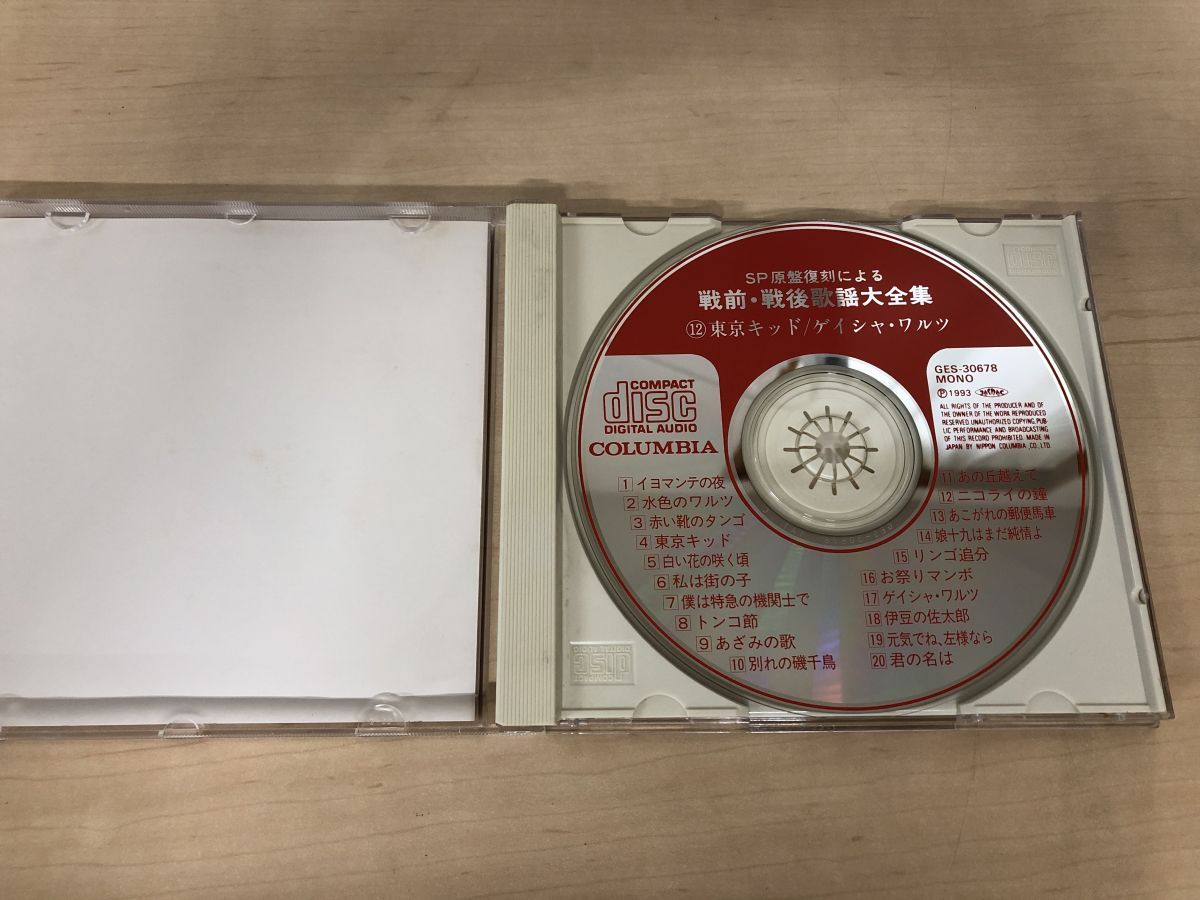 SP原盤復刻による
戦前・戦後歌謡大全集
⑫東京キッド/ゲイシャ・ワルツ
COMPACT
disc
DIGITAL AUDIO
COLUMBIA
GES-30678
MONO
Ⓟ1993
ALL RIGHTS OF THE PRODUCER AND OF
THE OWNER OF THE WORK REPRODUCED
RESERVED UNAUTHORIZED COPYING, PUB-
LIC PERFORMANCE AND BROADCASTING
OF THIS RECORD PROHIBITED. MADE IN
JAPAN BY NIPPON COLUMBIA CO., LTD.
1 イヨマンテの夜
2 水色のワルツ
3 赤い靴のタンゴ
4 東京キッド
5 白い花の咲く頃
6 私は街の子
7 僕は特急の機関士で
8 トンコ節
9 あざみの歌
10 別れの磯千鳥
11 あの丘越えて
12 ニコライの鐘
13 あこがれの郵便馬車
14 娘十九はまだ純情よ
15 リンゴ追分
16 お祭りマンボ
17 ゲイシャ・ワルツ
18 伊豆の佐太郎
19 元気でね、左様なら
20 君の名は
COMPACT
disc
DIGITAL AUDIO